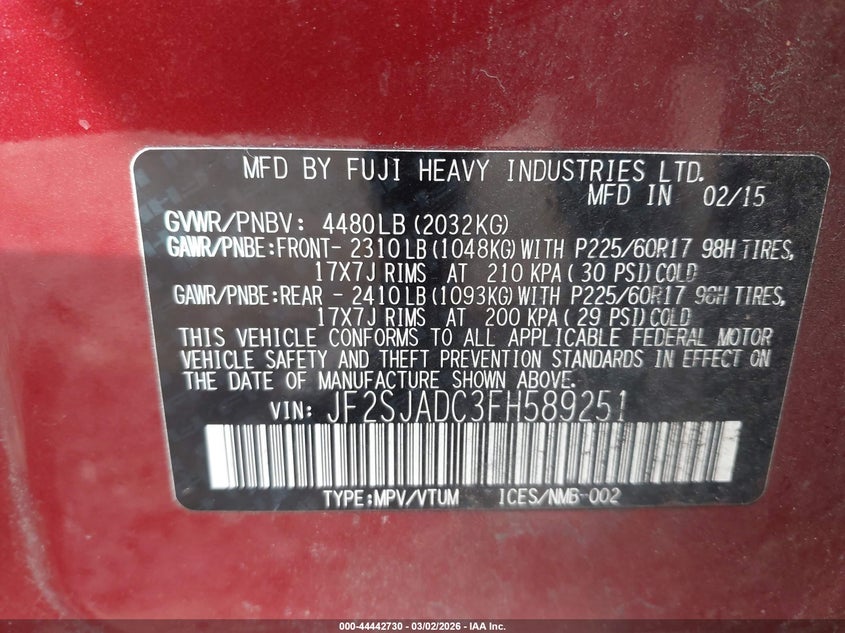 MFD BY FUJI HEAVY INDUSTRIES LTD.
MFD IN 02/15
GVWR/PNBV: 4480LB(2032KG)
GAWR/PNBE:FRONT- 2310LB(1048KG)WITH P225/60R17 98H TIRES,
17X7J RIMS AT 210 KPA(30 PSI)COLD
GAWR/PNBE:REAR - 2410LB(1093KG)WITH P225/60R17 98H TIRES,
17X7J RIMS AT 200 KPA(29 PSI)COLD
THIS VEHICLE CONFORMS TO ALL APPLICABLE FEDERAL MOTOR
VEHICLE SAFETY AND THEFT PREVENTION STANDARDS IN EFFECT ON
THE DATE OF MANUFACTURE SHOWN ABOVE.
VIN: JF2SJADC3FH589251
TYPE:MPV/VTUM ICES/NMB-002
000-44442730 - 03/02/2026 - IAA Inc.